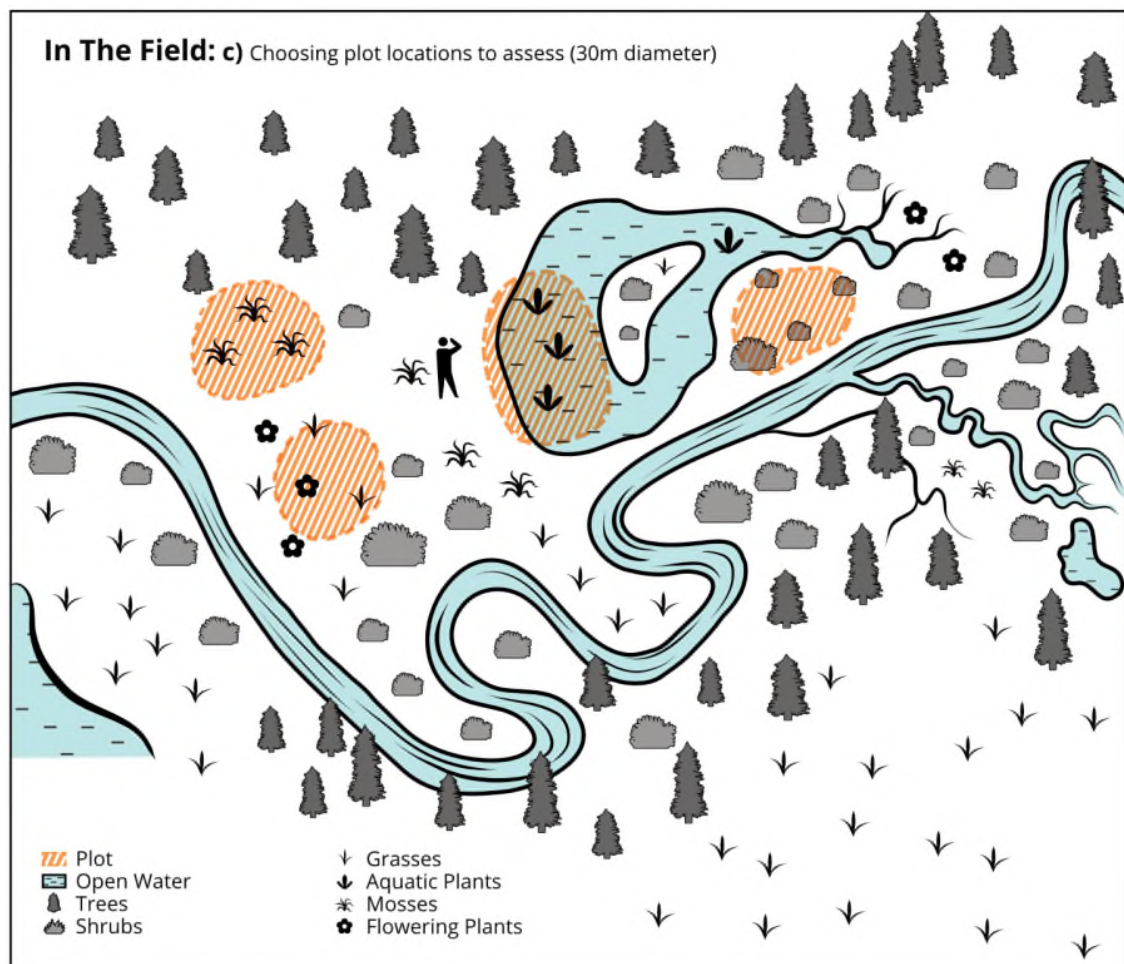 In The Field: c) Choosing plot locations to assess (30m diameter)
Plot
Open Water
Trees
Shrubs
Grasses
Aquatic Plants
Mosses
Flowering Plants